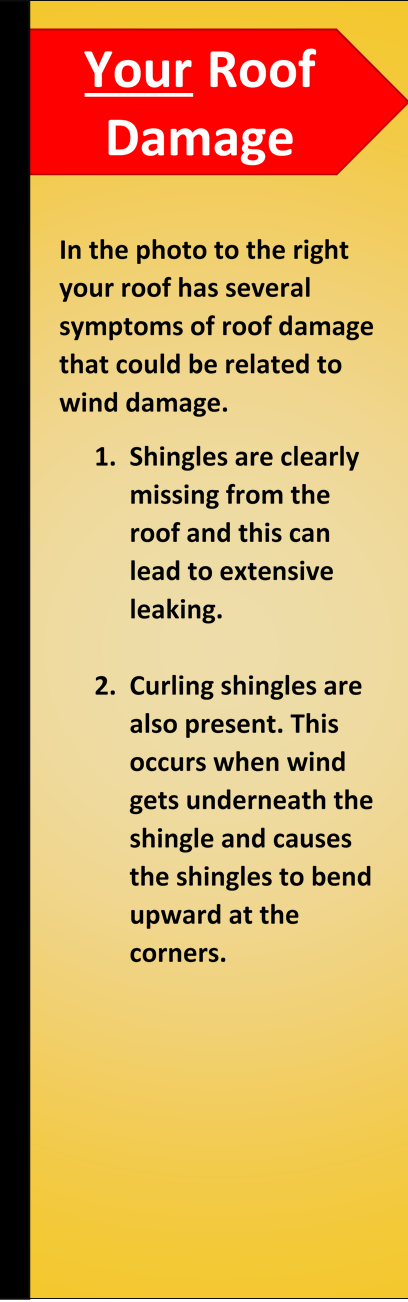 Your Roof
Damage
In the photo to the right
your roof has several
symptoms of roof damage
that could be related to
wind damage.
1. Shingles are clearly
missing from the
roof and this can
lead to extensive
leaking.
2. Curling shingles are
also present. This
occurs when wind
gets underneath the
shingle and causes
the shingles to bend
upward at the
corners.